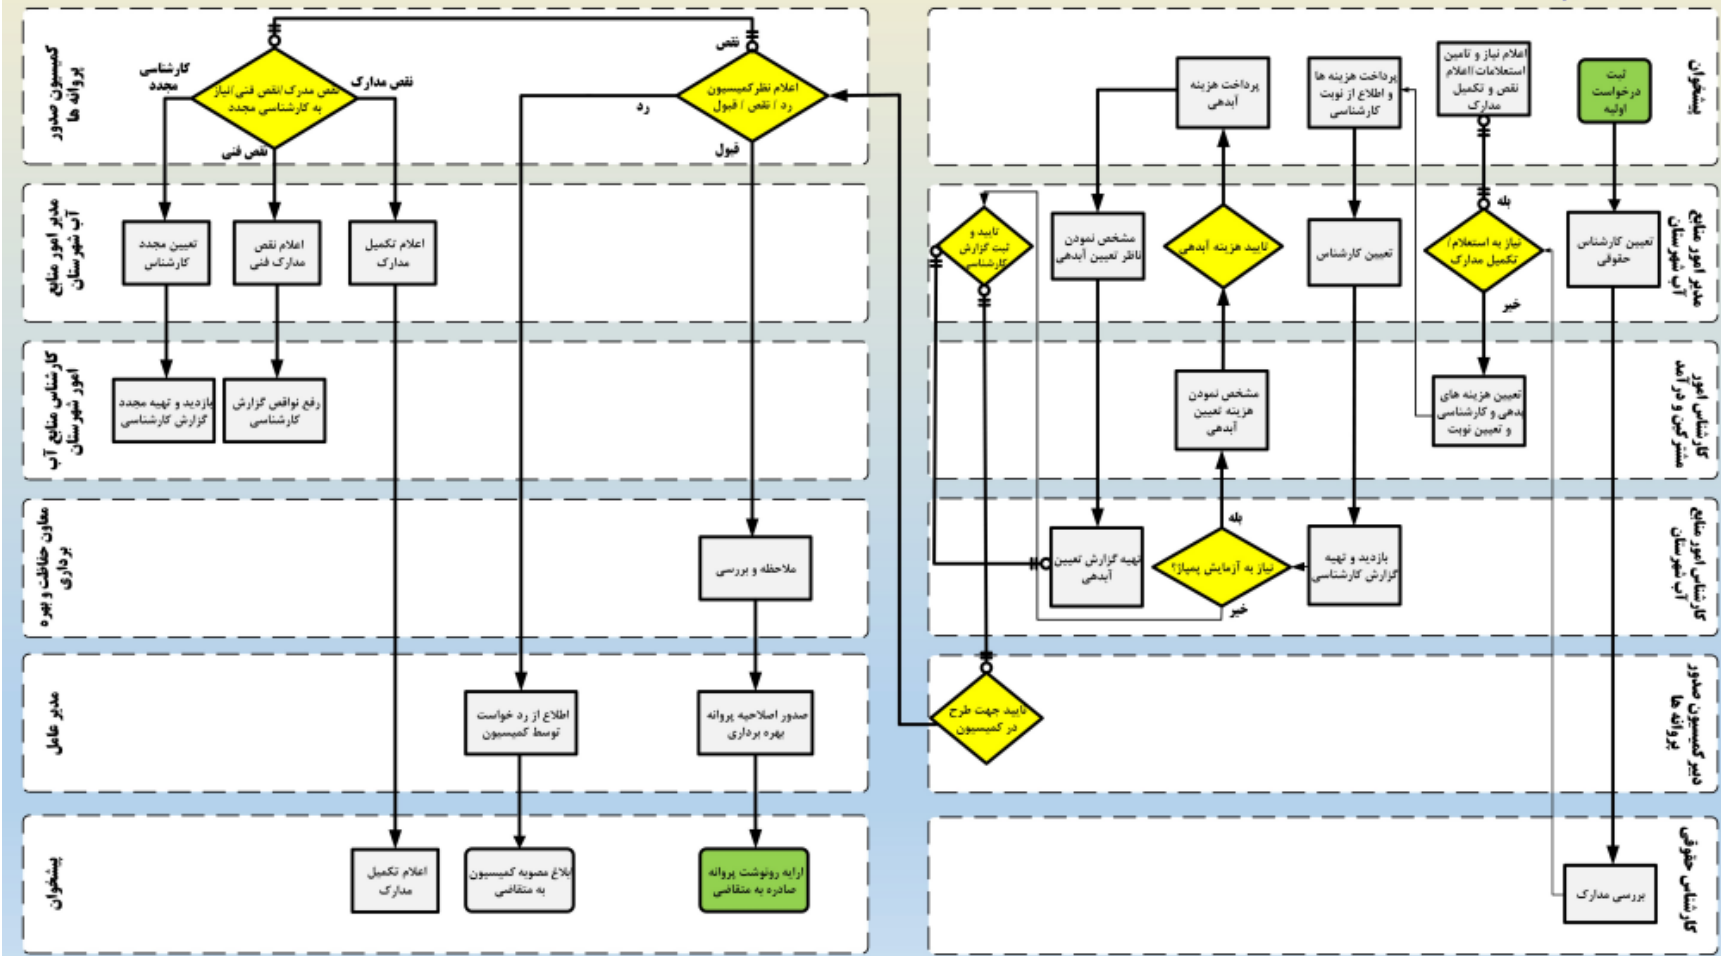 پیشخوان
ثبت
درخواست
اولیه
اعلام نیاز و تامین
استعلامات/اعلام
نقص و تکمیل
مدارک
پرداخت هزینه ها
و اطلاع از نوبت
کارشناسی
پرداخت هزینه
آبدهی
مدیر امور منابع
آب شهرستان
تعیین کارشناس
حقوقی
بله
نیاز به استعلام/
تکمیل مدارک
خیر
تعیین کارشناس
تایید هزینه آبدهی
مشخص نمودن
ناظر تعیین آبدهی
تایید و
ثبت گزارش
کارشناسی
کارشناس امور
مشترکین و درآمد
تعیین هزینه های
بدهی و کارشناسی
و تعیین نوبت
مشخص نمودن
هزینه تعیین
آبدهی
کارشناس امور منابع
آب شهرستان
بازدید و تهیه
گزارش کارشناسی
بله
نیاز به آزمایش پمپاژ؟
خیر
تهیه گزارش تعیین
آبدهی
دبیر کمیسیون صدور
پروانه ها
تایید جهت طرح
در کمیسیون
کارشناس حقوقی
بررسی مدارک
کمیسیون صدور
پروانه ها
نقص
اعلام نظر کمیسیون
رد / نقص / قبول
رد
قبول
نقص مدرک/نقص فنی/نیاز
به کارشناسی مجدد
نقص مدارک
کارشناسی
مجدد
نقص فنی
مدیر امور منابع
آب شهرستان
اعلام تکمیل
مدارک
اعلام نقص
مدارک فنی
تعیین مجدد
کارشناس
کارشناس منابع آب
امور شهرستان
رفع نواقص گزارش
کارشناسی
بازدید و تهیه مجدد
گزارش کارشناسی
معاون حفاظت و بهره
برداری
ملاحظه و بررسی
مدیر عامل
صدور اصلاحیه پروانه
بهره برداری
اطلاع از رد خواست
توسط کمیسیون
پیشخوان
ارایه رونوشت پروانه
صادره به متقاضی
ابلاغ مصوبه کمیسیون
به متقاضی
اعلام تکمیل
مدارک